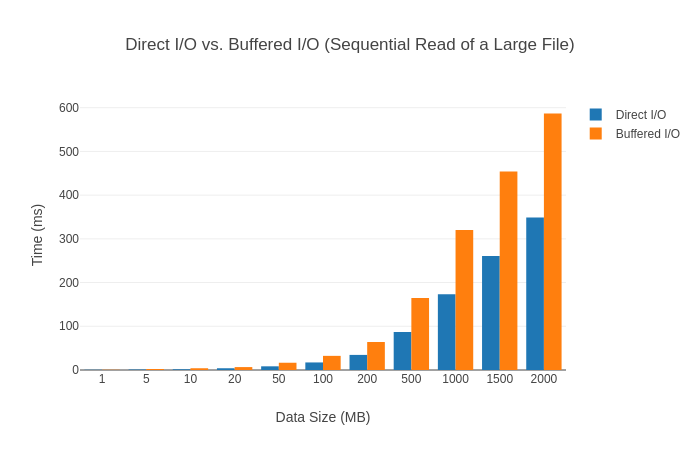 Direct I/O vs. Buffered I/O (Sequential Read of a Large File)
Direct I/O
Buffered I/O
Time (ms)
600
500
400
300
200
100
0
1 5 10 20 50 100 200 500 1000 1500 2000
Data Size (MB)